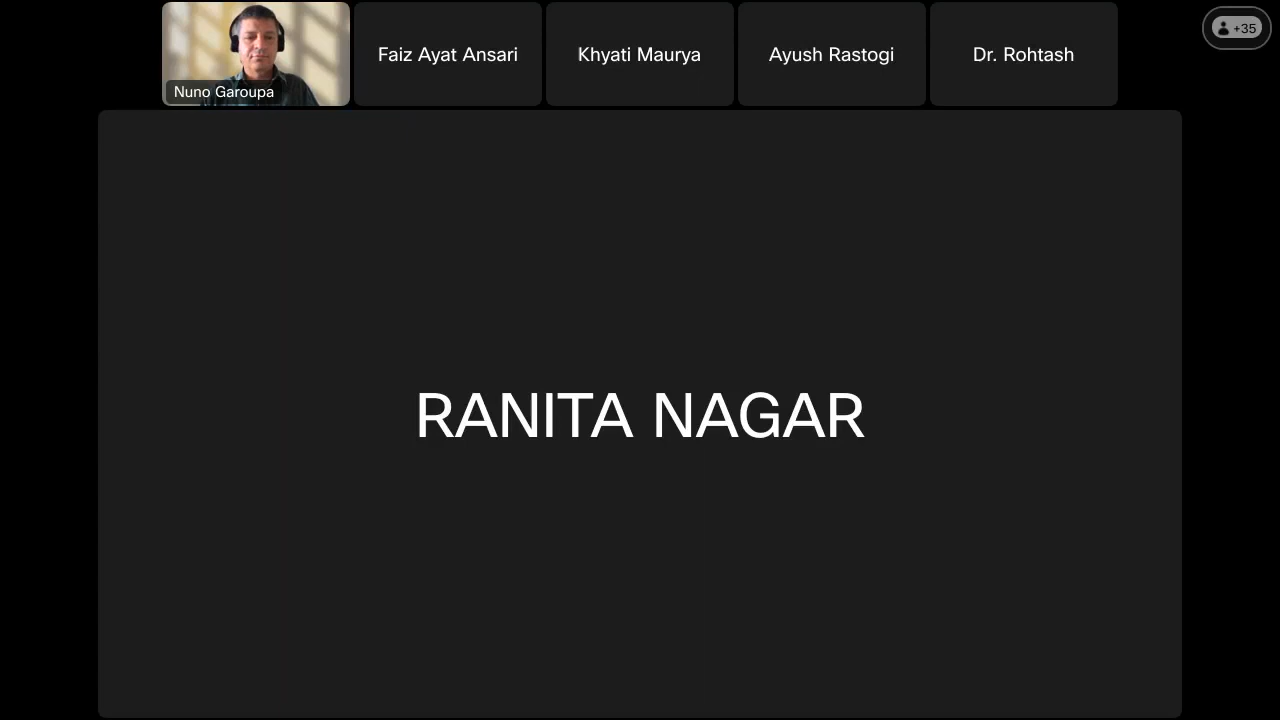 Nuno Garoupa
Faiz Ayat Ansari
Khyati Maurya
Ayush Rastogi
Dr. Rohtash
+35
RANITA NAGAR